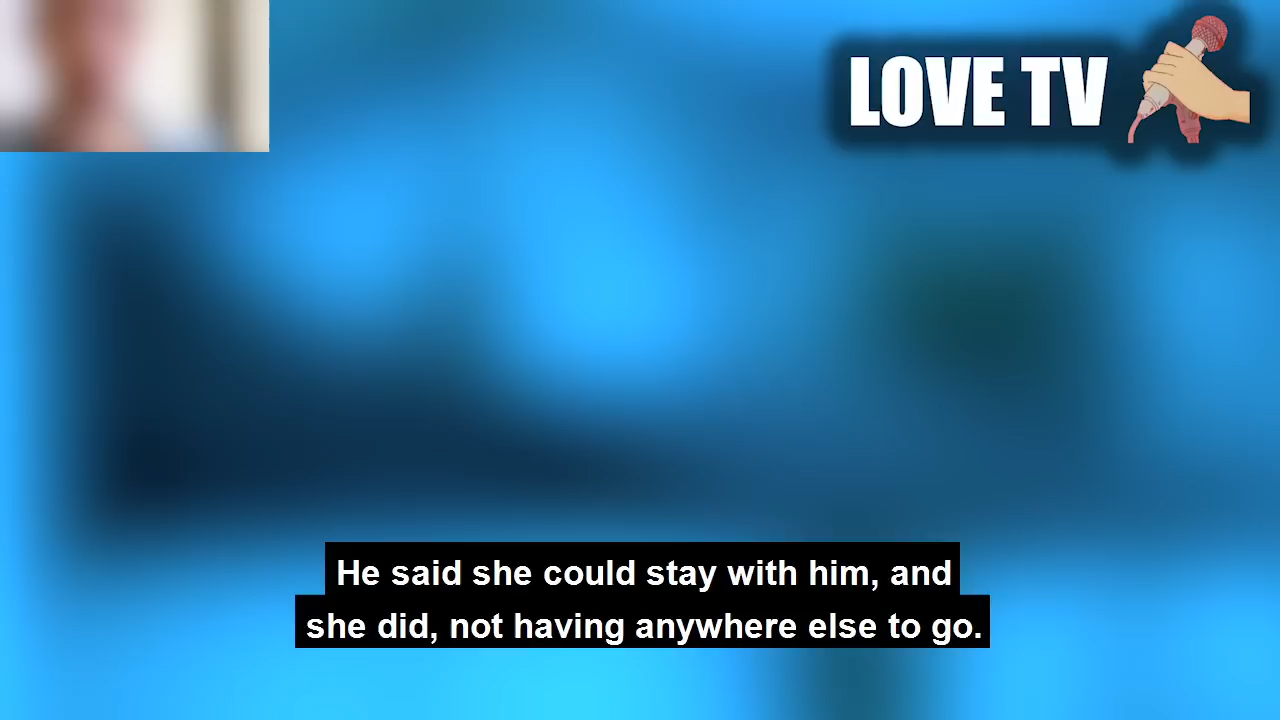 LOVE TV
He said she could stay with him, and
she did, not having anywhere else to go.